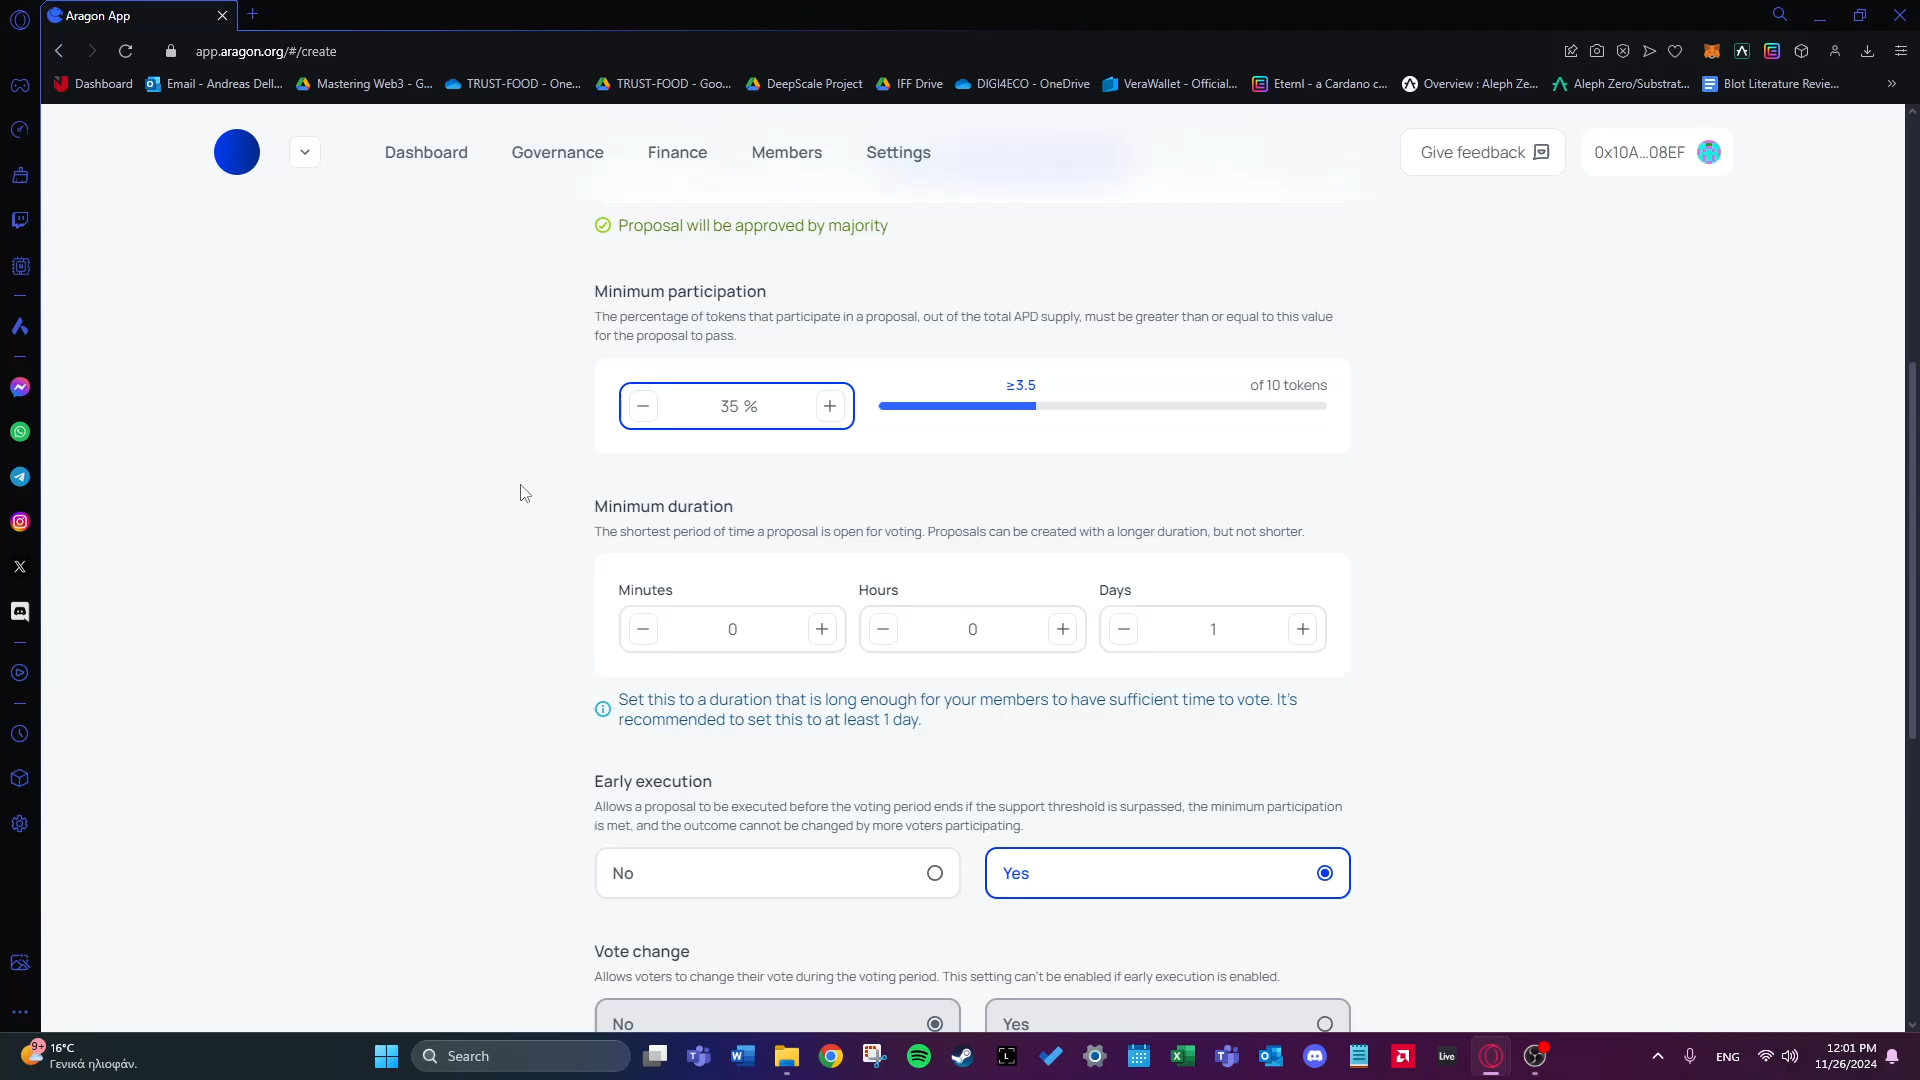 Aragon App
app.aragon.org/#/create
Dashboard
Email - Andreas Dell...
Mastering Web3 - G...
TRUST-FOOD - One...
TRUST-FOOD - Goo...
DeepScale Project
IFF Drive
DIGI4ECO - OneDrive
VeraWallet - Official...
Eternl - a Cardano c...
Overview : Aleph Ze...
Aleph Zero/Substrat...
Blot Literature Revie...
Dashboard
Governance
Finance
Members
Settings
Give feedback
0x10A...08EF
Proposal will be approved by majority
Minimum participation
The percentage of tokens that participate in a proposal, out of the total APD supply, must be greater than or equal to this value
for the proposal to pass.
35 %
≥3.5
of 10 tokens
Minimum duration
The shortest period of time a proposal is open for voting. Proposals can be created with a longer duration, but not shorter.
Minutes
Hours
Days
0
0
1
Set this to a duration that is long enough for your members to have sufficient time to vote. It's
recommended to set this to at least 1 day.
Early execution
Allows a proposal to be executed before the voting period ends if the support threshold is surpassed, the minimum participation
is met, and the outcome cannot be changed by more voters participating.
No
Yes
Vote change
Allows voters to change their vote during the voting period. This setting can't be enabled if early execution is enabled.
No
Yes
9+
16°C
Γενικά ηλιοφάν.
Search
Live
ENG
12:01 PM
11/26/2024